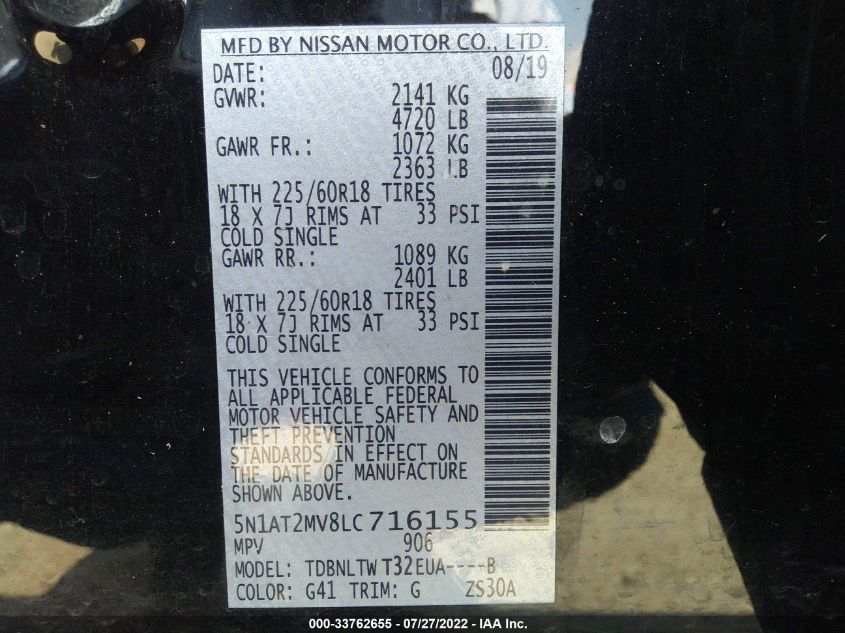 MFD BY NISSAN MOTOR CO., LTD.
DATE: 08/19
GVWR: 2141 KG
4720 LB
GAWR FR.: 1072 KG
2363 LB
WITH 225/60R18 TIRES
18 X 7J RIMS AT 33 PSI
COLD SINGLE
GAWR RR.: 1089 KG
2401 LB
WITH 225/60R18 TIRES
18 X 7J RIMS AT 33 PSI
COLD SINGLE
THIS VEHICLE CONFORMS TO
ALL APPLICABLE FEDERAL
MOTOR VEHICLE SAFETY AND
THEFT PREVENTION
STANDARDS IN EFFECT ON
THE DATE OF MANUFACTURE
SHOWN ABOVE.
5N1AT2MV8LC716155
MPV 906
MODEL: TDBNLTWT32EUA----B
COLOR: G41 TRIM: G ZS30A
000-33762655 - 07/27/2022 - IAA Inc.